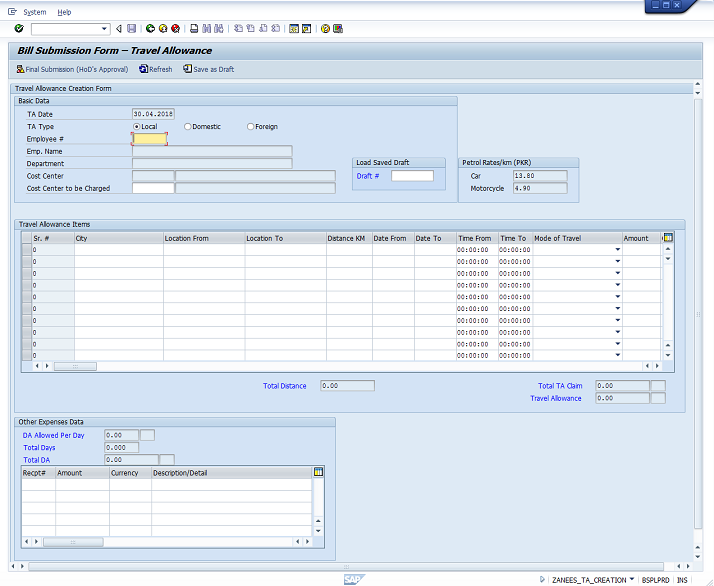 System Help
Bill Submission Form – Travel Allowance
Final Submission (HoD's Approval) Refresh Save as Draft
Travel Allowance Creation Form
Basic Data
TA Date 30.04.2018
TA Type Local Domestic Foreign
Employee #
Emp. Name
Department
Cost Center
Cost Center to be Charged
Load Saved Draft
Draft #
Petrol Rates/km (PKR)
Car 13.80
Motorcycle 4.90
Travel Allowance Items
Sr. # City Location From Location To Distance KM Date From Date To Time From Time To Mode of Travel Amount
0 00:00:00 00:00:00
0 00:00:00 00:00:00
0 00:00:00 00:00:00
0 00:00:00 00:00:00
0 00:00:00 00:00:00
0 00:00:00 00:00:00
0 00:00:00 00:00:00
0 00:00:00 00:00:00
0 00:00:00 00:00:00
0 00:00:00 00:00:00
Total Distance 0.00 Total TA Claim 0.00
Travel Allowance 0.00
Other Expenses Data
DA Allowed Per Day 0.00
Total Days 0.000
Total DA 0.00
Recpt# Amount Currency Description/Detail
SAP ZANEES_TA_CREATION BSPLPRD INS